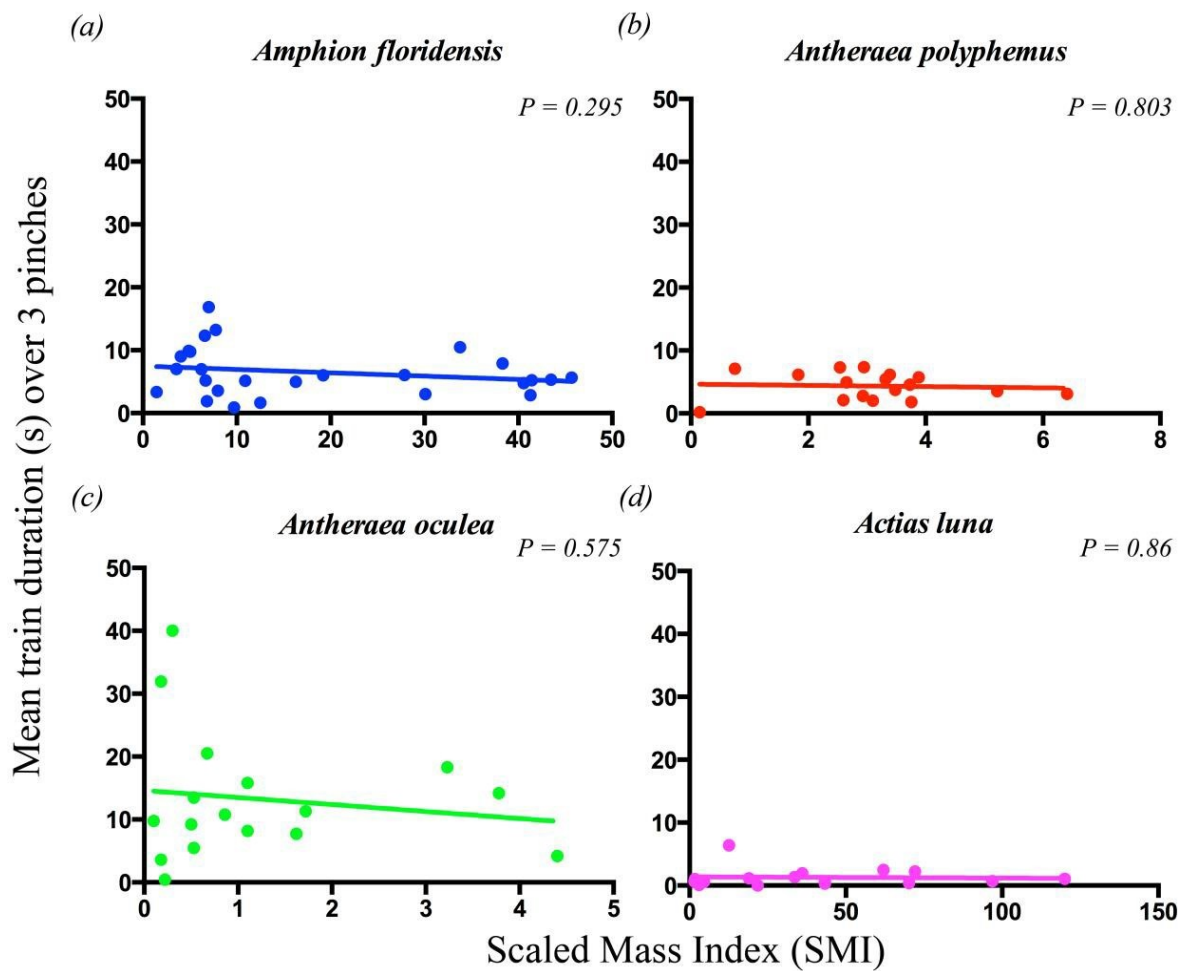 (a)
Amphion floridensis
P = 0.295
50
40
30
20
10
0
0 10 20 30 40 50
(b)
Antheraea polyphemus
P = 0.803
50
40
30
20
10
0
0 2 4 6 8
(c)
Antheraea oculea
P = 0.575
50
40
30
20
10
0
0 1 2 3 4 5
(d)
Actias luna
P = 0.86
50
40
30
20
10
0
0 50 100 150
Mean train duration (s) over 3 pinches
Scaled Mass Index (SMI)